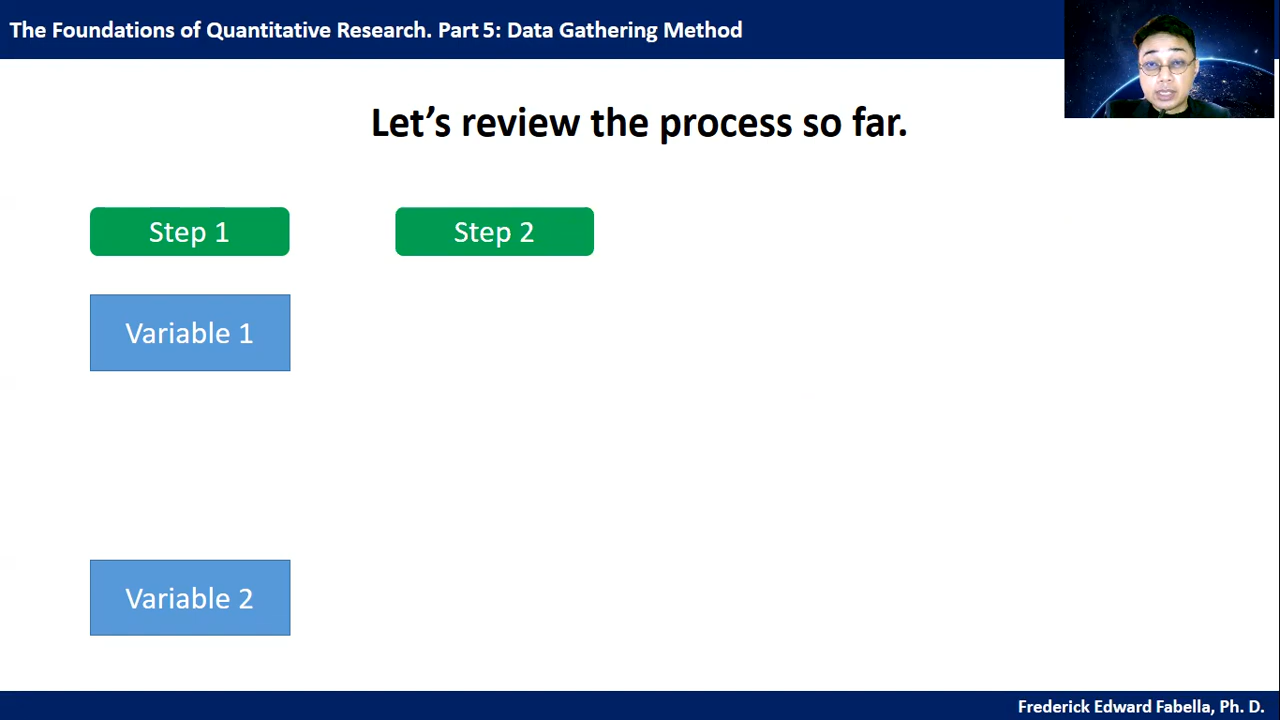 The Foundations of Quantitative Research. Part 5: Data Gathering Method
Let's review the process so far.
Step 1
Step 2
Variable 1
Variable 2
Frederick Edward Fabella, Ph. D.